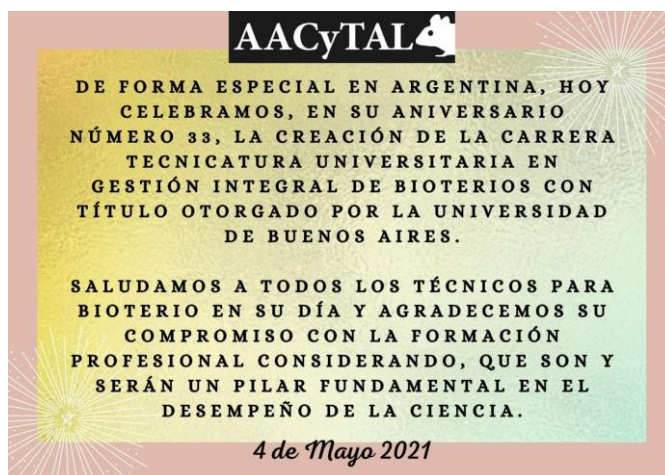 AACyTAL
DE FORMA ESPECIAL EN ARGENTINA, HOY
CELEBRAMOS, EN SU ANIVERSARIO
NÚMERO 33, LA CREACIÓN DE LA CARRERA
TECNICATURA UNIVERSITARIA EN
GESTIÓN INTEGRAL DE BIOTERIOS CON
TÍTULO OTORGADO POR LA UNIVERSIDAD
DE BUENOS AIRES.
SALUDAMOS A TODOS LOS TÉCNICOS PARA
BIOTERIO EN SU DÍA Y AGRADECEMOS SU
COMPROMISO CON LA FORMACIÓN
PROFESIONAL CONSIDERANDO, QUE SON Y
SERÁN UN PILAR FUNDAMENTAL EN EL
DESEMPEÑO DE LA CIENCIA.
4 de Mayo 2021